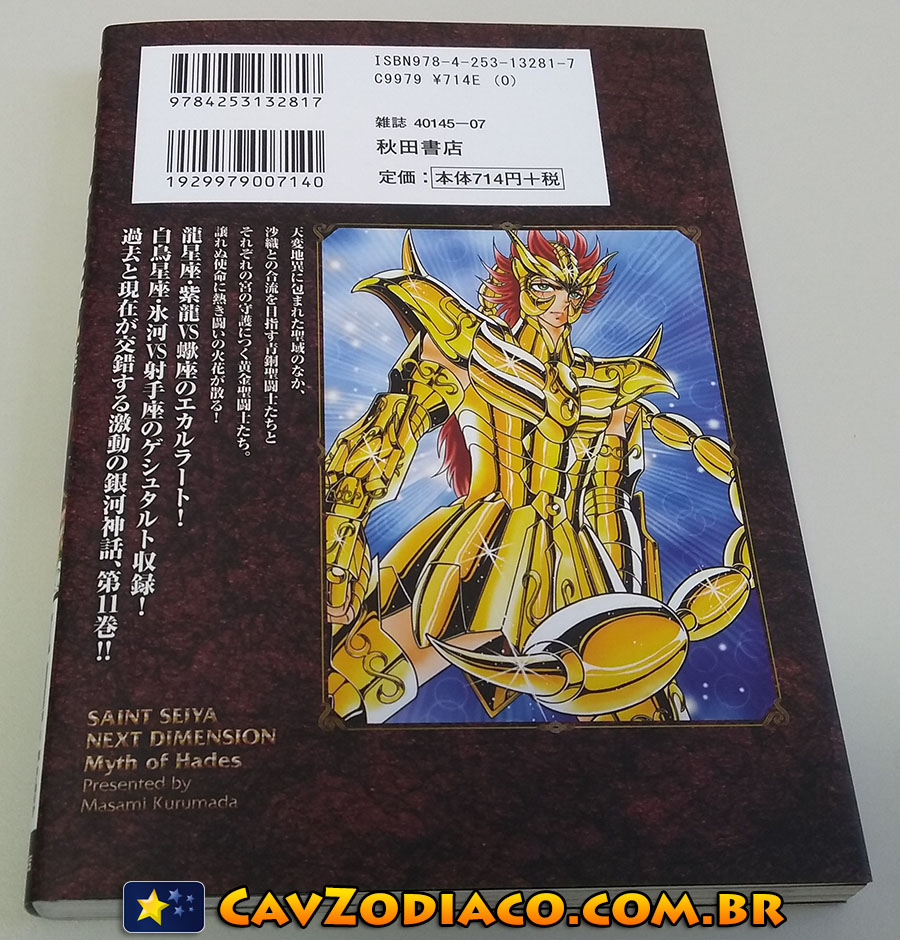 ISBN978-4-253-13281-7
C9979 ¥714E (0)
9784253132817
雑誌 40145-07
秋田書店
1929979007140
定価：本体714円＋税
天変地異に包まれた聖域のなか、
沙織との合流を目指す青銅聖闘士たちと
それぞれの宮の守護につく黄金聖闘士たち。
譲れぬ使命に熱き闘いの火花が散る！
龍星座・紫龍VS蠍座のエカルラート！
白鳥星座・氷河VS射手座のゲシュタルト収録！
過去と現在が交錯する激動の銀河神話、第11巻!!
SAINT SEIYA
NEXT DIMENSION
Myth of Hades
Presented by
Masami Kurumada
CAVZODIACO.COM.BR